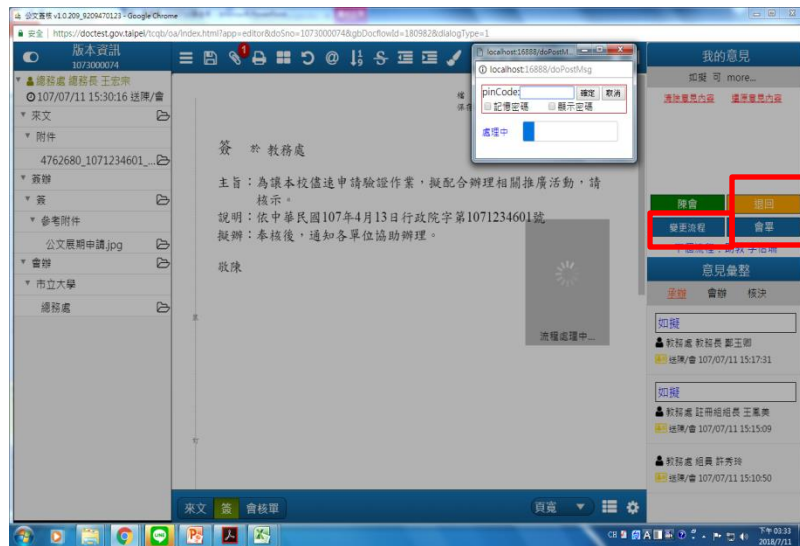 公文簽核 v1.0.209_9209470123 - Google Chrome
安全 | https://doctest.gov.taipei/tcqb/oa/index.html?app=editor&doSno=1073000074&gbDocflowId=180982&dialogType=1
版本資訊
1073000074
總務處 總務長 王宏宗
107/07/11 15:30:16 送陳/會
來文
附件
4762680_1071234601_...
簽辦
簽
參考附件
公文展期申請.jpg
會辦
市立大學
總務處
1
檔
保存
簽 於 教務處
主旨：為讓本校儘速申請驗證作業，擬配合辦理相關推廣活動，請
核示。
說明：依中華民國107年4月13日行政院字第1071234601號
擬辦：奉核後，通知各單位協助辦理。
敬陳
流程處理中...
localhost:16888/doPostM...
localhost:16888/doPostMsg
pinCode:
確定 取消
記憶密碼 顯示密碼
處理中
我的意見
如擬 可 more...
清除意見內容 還原意見內容
陳會 退回
變更流程 會畢
意見彙整
承辦 會辦 核決
如擬
教務處 教務長 鄭玉卿
送陳/會 107/07/11 15:17:31
如擬
教務處 註冊組組長 王鳳美
送陳/會 107/07/11 15:15:09
教務處 組員 許秀玲
送陳/會 107/07/11 15:10:50
來文 簽 會核單
頁寬
CH
下午 03:33
2018/7/11